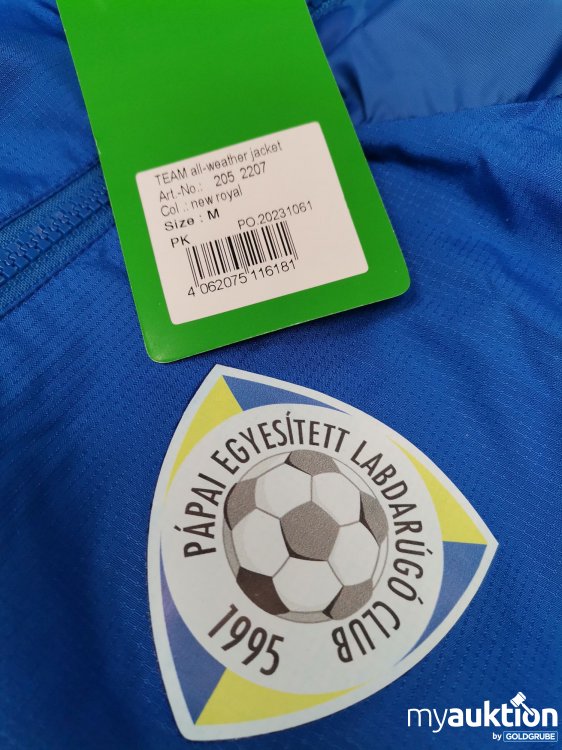 TEAM all-weather jacket
Art.-No.: 205 2207
Col.: new royal
Size: M
PK PO.20231061
4 062075 116181
PÁPAI EGYESÍTETT LABDARÚGÓ CLUB
1995
myauktion
by GOLDGRUBE